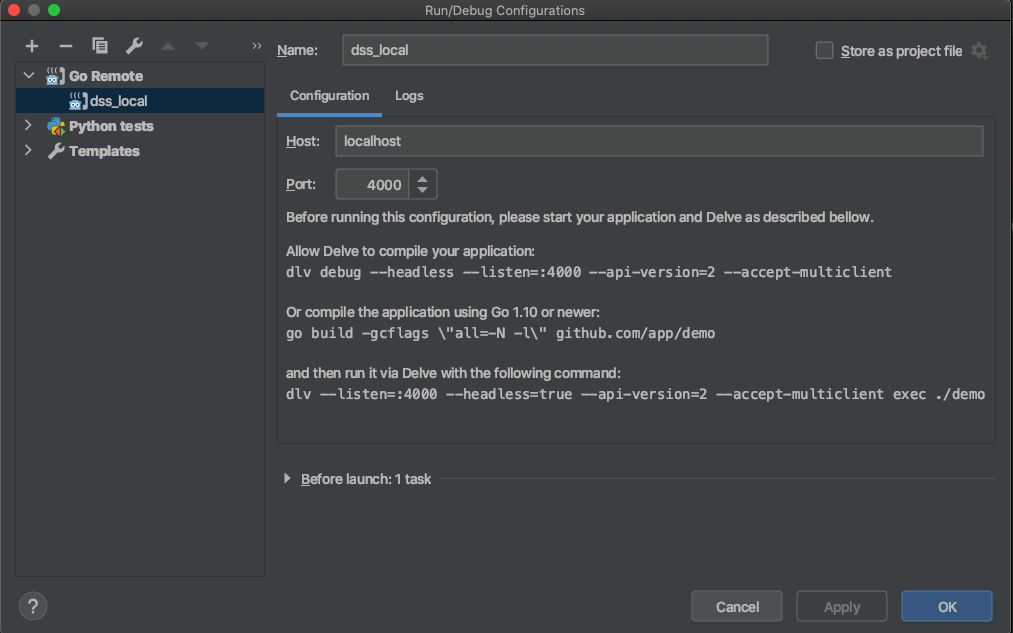 Run/Debug Configurations
Name: dss_local
Store as project file
Go Remote
dss_local
Python tests
Templates
Configuration Logs
Host: localhost
Port: 4000
Before running this configuration, please start your application and Delve as described bellow.
Allow Delve to compile your application:
dlv debug --headless --listen=:4000 --api-version=2 --accept-multiclient
Or compile the application using Go 1.10 or newer:
go build -gcflags \"all=-N -l\" github.com/app/demo
and then run it via Delve with the following command:
dlv --listen=:4000 --headless=true --api-version=2 --accept-multiclient exec ./demo
Before launch: 1 task
? Cancel Apply OK